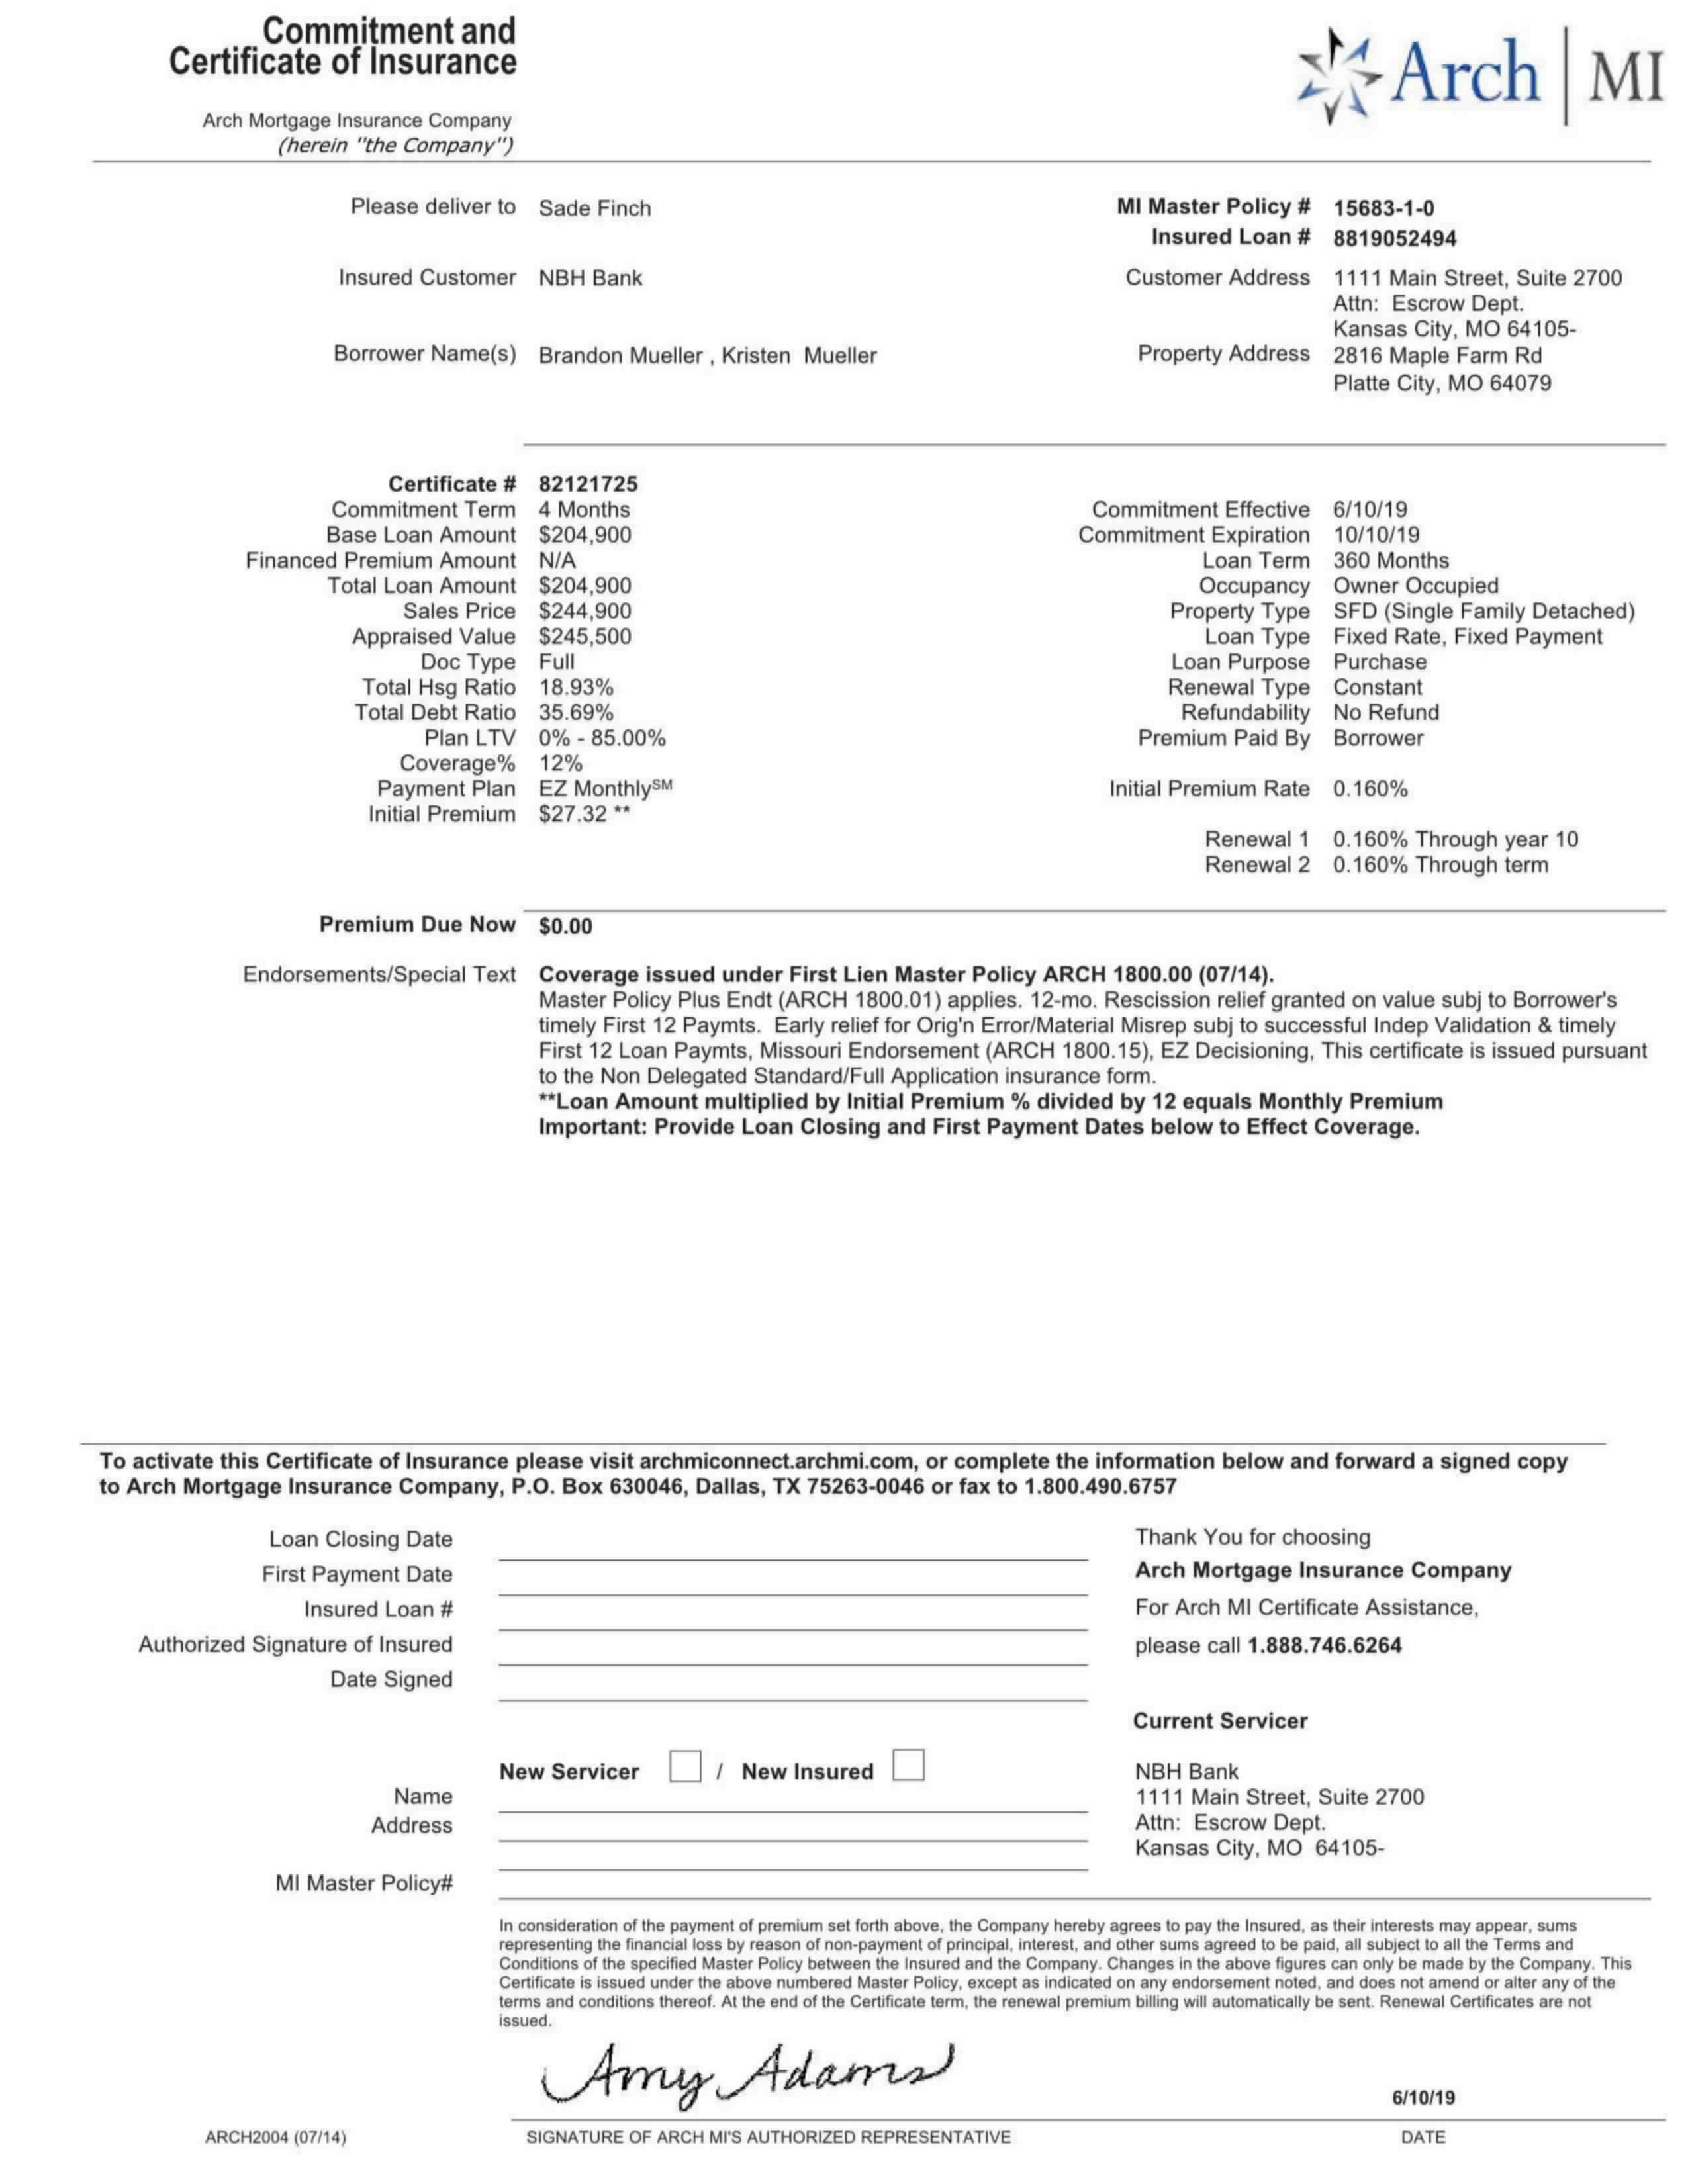 Commitment and
Certificate of Insurance
Arch | MI
Arch Mortgage Insurance Company
(herein "the Company")
Please deliver to Sade Finch
MI Master Policy # 15683-1-0
Insured Loan # 8819052494
Insured Customer NBH Bank
Customer Address 1111 Main Street, Suite 2700
Attn: Escrow Dept.
Kansas City, MO 64105-
Borrower Name(s) Brandon Mueller , Kristen Mueller
Property Address 2816 Maple Farm Rd
Platte City, MO 64079
Certificate # 82121725
Commitment Term 4 Months
Base Loan Amount $204,900
Financed Premium Amount N/A
Total Loan Amount $204,900
Sales Price $244,900
Appraised Value $245,500
Doc Type Full
Total Hsg Ratio 18.93%
Total Debt Ratio 35.69%
Plan LTV 0% - 85.00%
Coverage% 12%
Payment Plan EZ Monthly℠
Initial Premium $27.32 **
Commitment Effective 6/10/19
Commitment Expiration 10/10/19
Loan Term 360 Months
Occupancy Owner Occupied
Property Type SFD (Single Family Detached)
Loan Type Fixed Rate, Fixed Payment
Loan Purpose Purchase
Renewal Type Constant
Refundability No Refund
Premium Paid By Borrower
Initial Premium Rate 0.160%
Renewal 1 0.160% Through year 10
Renewal 2 0.160% Through term
Premium Due Now $0.00
Endorsements/Special Text Coverage issued under First Lien Master Policy ARCH 1800.00 (07/14).
Master Policy Plus Endt (ARCH 1800.01) applies. 12-mo. Rescission relief granted on value subj to Borrower's
timely First 12 Paymts. Early relief for Orig'n Error/Material Misrep subj to successful Indep Validation & timely
First 12 Loan Paymts, Missouri Endorsement (ARCH 1800.15), EZ Decisioning, This certificate is issued pursuant
to the Non Delegated Standard/Full Application insurance form.
**Loan Amount multiplied by Initial Premium % divided by 12 equals Monthly Premium
Important: Provide Loan Closing and First Payment Dates below to Effect Coverage.
To activate this Certificate of Insurance please visit archmiconnect.archmi.com, or complete the information below and forward a signed copy
to Arch Mortgage Insurance Company, P.O. Box 630046, Dallas, TX 75263-0046 or fax to 1.800.490.6757
Loan Closing Date
First Payment Date
Insured Loan #
Authorized Signature of Insured
Date Signed
Thank You for choosing
Arch Mortgage Insurance Company
For Arch MI Certificate Assistance,
please call 1.888.746.6264
Current Servicer
New Servicer / New Insured
Name
Address
MI Master Policy#
NBH Bank
1111 Main Street, Suite 2700
Attn: Escrow Dept.
Kansas City, MO 64105-
In consideration of the payment of premium set forth above, the Company hereby agrees to pay the Insured, as their interests may appear, sums
representing the financial loss by reason of non-payment of principal, interest, and other sums agreed to be paid, all subject to all the Terms and
Conditions of the specified Master Policy between the Insured and the Company. Changes in the above figures can only be made by the Company. This
Certificate is issued under the above numbered Master Policy, except as indicated on any endorsement noted, and does not amend or alter any of the
terms and conditions thereof. At the end of the Certificate term, the renewal premium billing will automatically be sent. Renewal Certificates are not
issued.
Amy Adams
6/10/19
ARCH2004 (07/14)
SIGNATURE OF ARCH MI'S AUTHORIZED REPRESENTATIVE
DATE